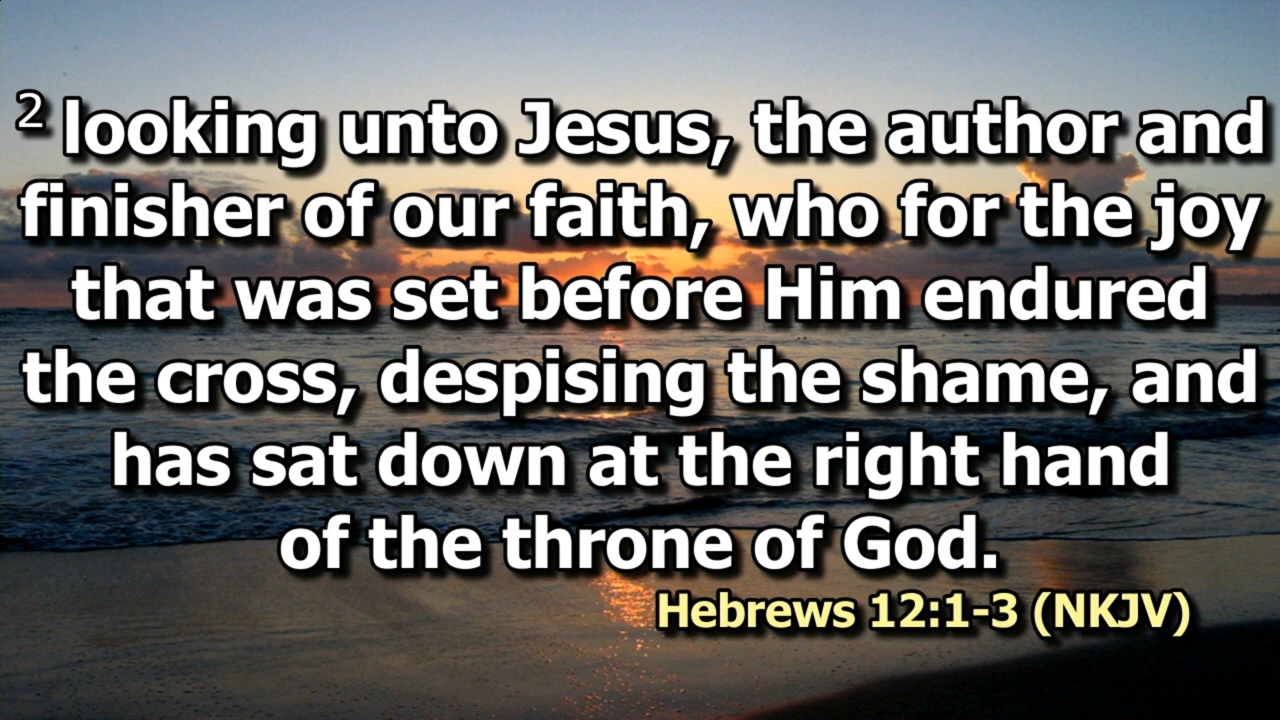 2 looking unto Jesus, the author and
finisher of our faith, who for the joy
that was set before Him endured
the cross, despising the shame, and
has sat down at the right hand
of the throne of God.
Hebrews 12:1-3 (NKJV)